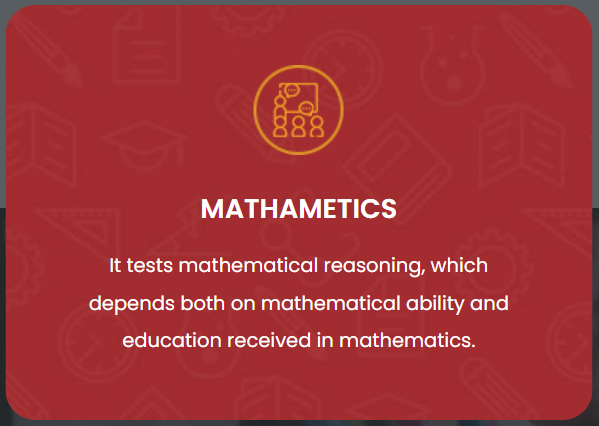 MATHAMETICS
It tests mathematical reasoning, which
depends both on mathematical ability and
education received in mathematics.